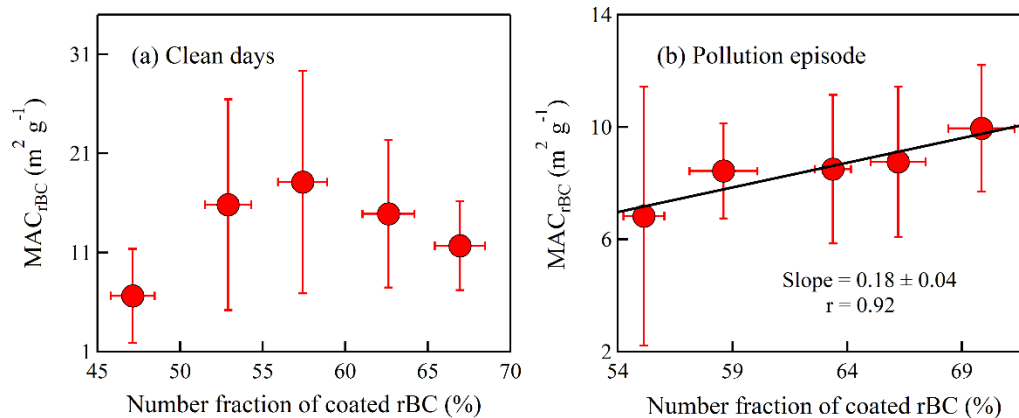 (a) Clean days
MAC_rBC (m² g⁻¹)
31
21
11
1
45 50 55 60 65 70
Number fraction of coated rBC (%)
(b) Pollution episode
MAC_rBC (m² g⁻¹)
14
10
6
2
Slope = 0.18 ± 0.04
r = 0.92
54 59 64 69
Number fraction of coated rBC (%)